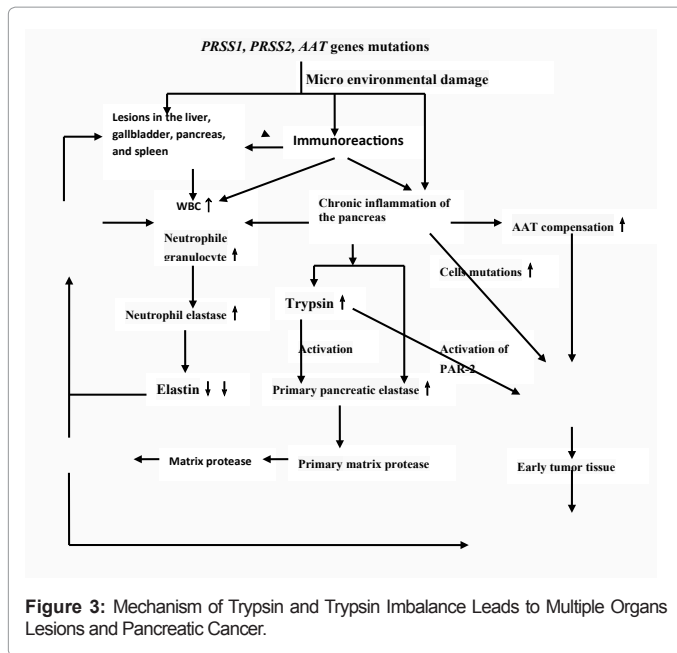 PRSS1, PRSS2, AAT genes mutations
Micro environmental damage
Lesions in the liver,
gallbladder, pancreas,
and spleen
Immunoreactions
WBC ↑
Neutrophile
granulocyte ↑
Chronic inflammation of
the pancreas
AAT compensation ↑
Cells mutations ↑
Neutrophil elastase ↑
Trypsin ↑
Activation
Activation of
PAR-2
Elastin ↓ ↓
Primary pancreatic elastase ↑
Matrix protease
Primary matrix protease
Early tumor tissue
Figure 3: Mechanism of Trypsin and Trypsin Imbalance Leads to Multiple Organs
Lesions and Pancreatic Cancer.